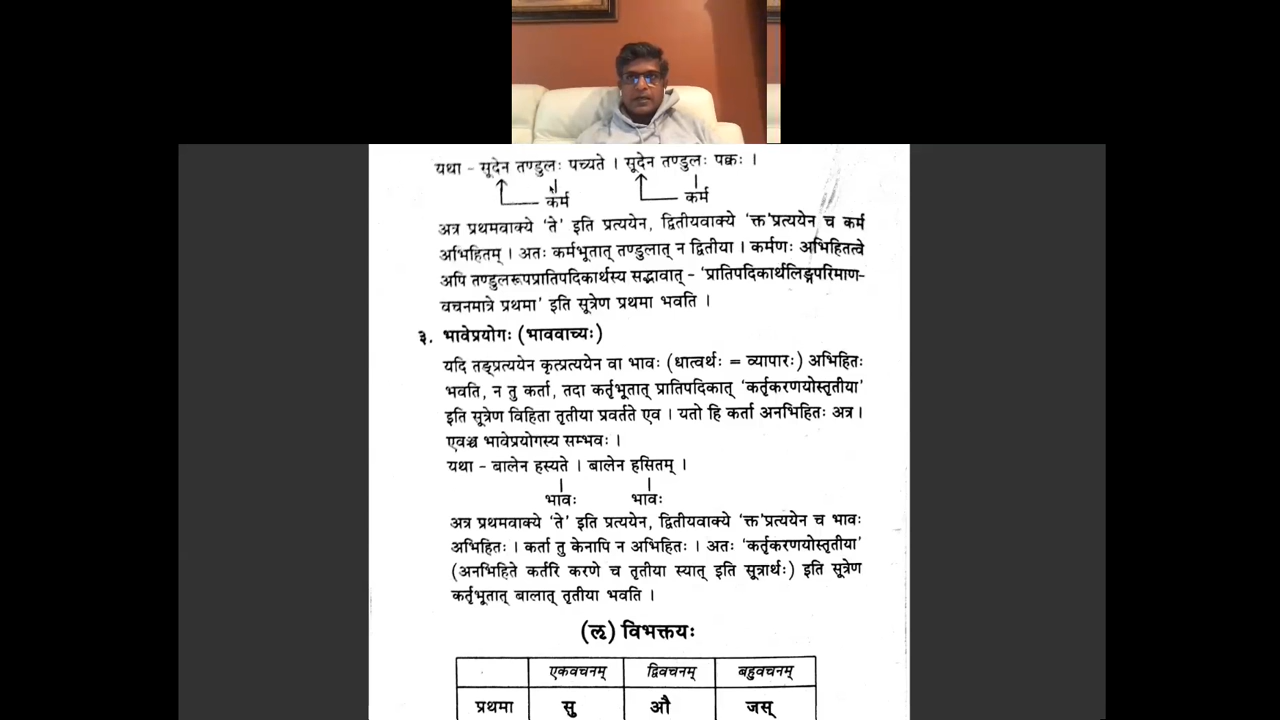 यथा - सूदेन तण्डुलः पच्यते । सूदेन तण्डुलः पक्वः ।
कर्म कर्म
अत्र प्रथमवाक्ये 'ते' इति प्रत्ययेन, द्वितीयवाक्ये 'क्त'प्रत्ययेन च कर्म
अभिहितम् । अतः कर्मभूतात् तण्डुलात् न द्वितीया । कर्मणः अभिहितत्वे
अपि तण्डुलरूपप्रातिपदिकार्थस्य सद्भावात् - 'प्रातिपदिकार्थलिङ्गपरिमाण-
वचनमात्रे प्रथमा' इति सूत्रेण प्रथमा भवति ।
३. भावेप्रयोगः (भाववाच्यः)
यदि तङ्प्रत्ययेन कृत्प्रत्ययेन वा भावः (धात्वर्थः = व्यापारः) अभिहितः
भवति, न तु कर्ता, तदा कर्तृभूतात् प्रातिपदिकात् 'कर्तृकरणयोस्तृतीया'
इति सूत्रेण विहिता तृतीया प्रवर्तते एव । यतो हि कर्ता अनभिहितः अत्र ।
एवञ्च भावेप्रयोगस्य सम्भवः ।
यथा - बालेन हस्यते । बालेन हसितम् ।
भावः भावः
अत्र प्रथमवाक्ये 'ते' इति प्रत्ययेन, द्वितीयवाक्ये 'क्त'प्रत्ययेन च भावः
अभिहितः । कर्ता तु केनापि न अभिहितः । अतः 'कर्तृकरणयोस्तृतीया'
(अनभिहिते कर्तरि करणे च तृतीया स्यात् इति सूत्रार्थः) इति सूत्रेण
कर्तृभूतात् बालात् तृतीया भवति ।
(ऌ) विभक्तयः
एकवचनम् द्विवचनम् बहुवचनम्
प्रथमा सु औ जस्